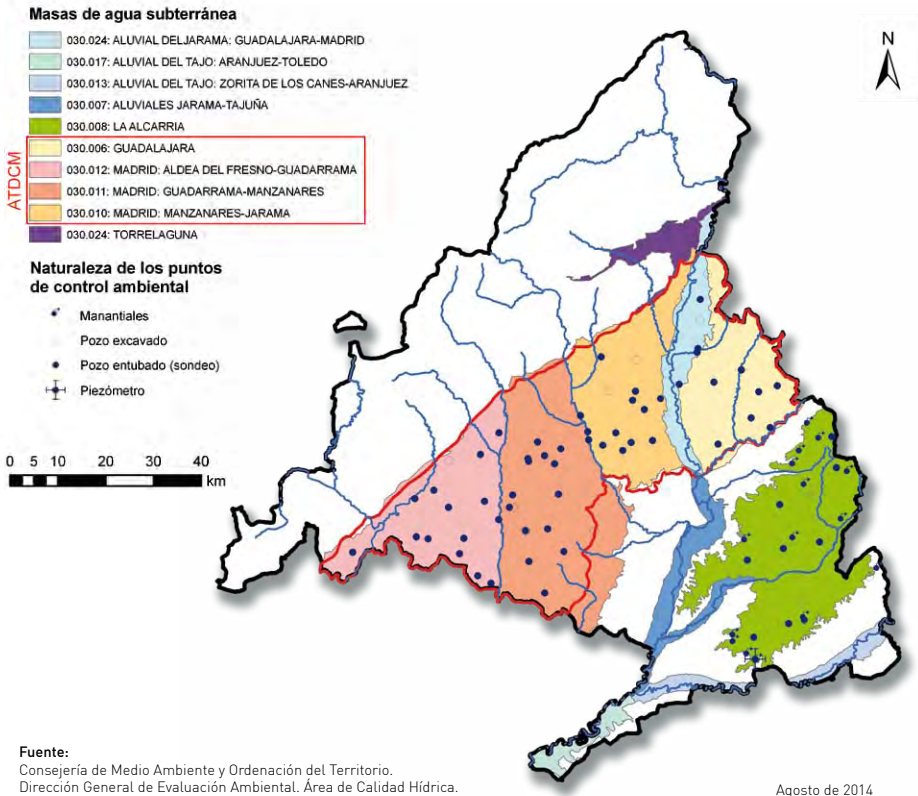 Masas de agua subterránea
030.024: ALUVIAL DELJARAMA: GUADALAJARA-MADRID
030.017: ALUVIAL DEL TAJO: ARANJUEZ-TOLEDO
030.013: ALUVIAL DEL TAJO: ZORITA DE LOS CANES-ARANJUEZ
030.007: ALUVIALES JARAMA-TAJUÑA
030.008: LA ALCARRIA
ATDCM
030.006: GUADALAJARA
030.012: MADRID: ALDEA DEL FRESNO-GUADARRAMA
030.011: MADRID: GUADARRAMA-MANZANARES
030.010: MADRID: MANZANARES-JARAMA
030.024: TORRELAGUNA
Naturaleza de los puntos
de control ambiental
Manantiales
Pozo excavado
Pozo entubado (sondeo)
Piezómetro
0 5 10 20 30 40
km
N
Fuente:
Consejería de Medio Ambiente y Ordenación del Territorio.
Dirección General de Evaluación Ambiental. Área de Calidad Hídrica.
Agosto de 2014